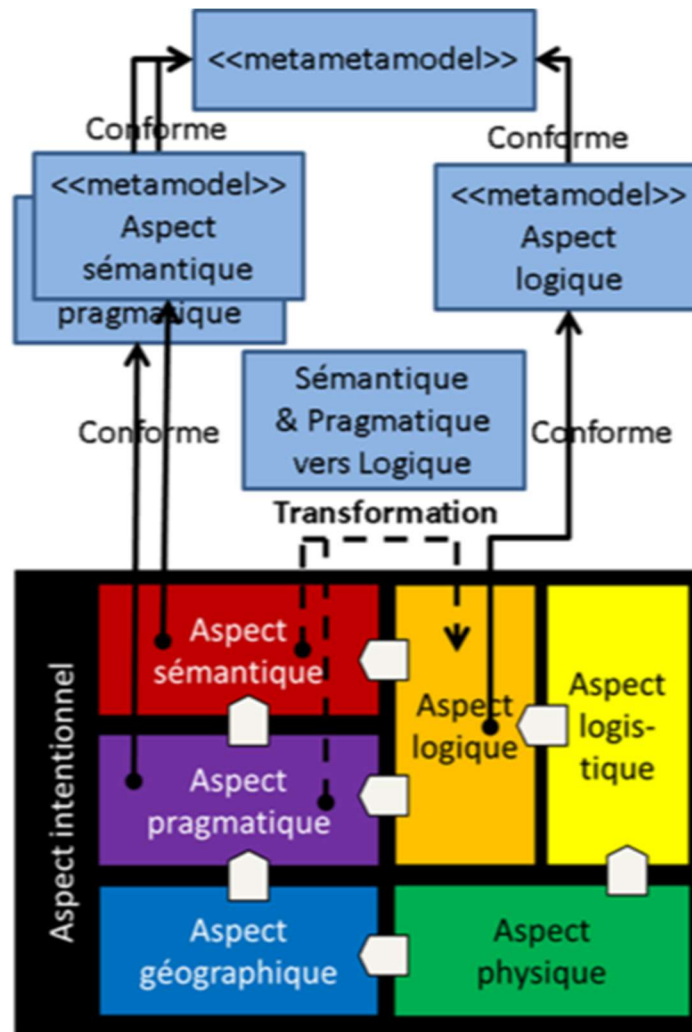 <<metametamodel>>
Conforme
Conforme
<<metamodel>>
Aspect
sémantique
pragmatique
<<metamodel>>
Aspect
logique
Sémantique
& Pragmatique
vers Logique
Conforme
Conforme
Transformation
Aspect intentionnel
Aspect
sémantique
Aspect
pragmatique
Aspect
géographique
Aspect
logique
Aspect
logis-
tique
Aspect
physique